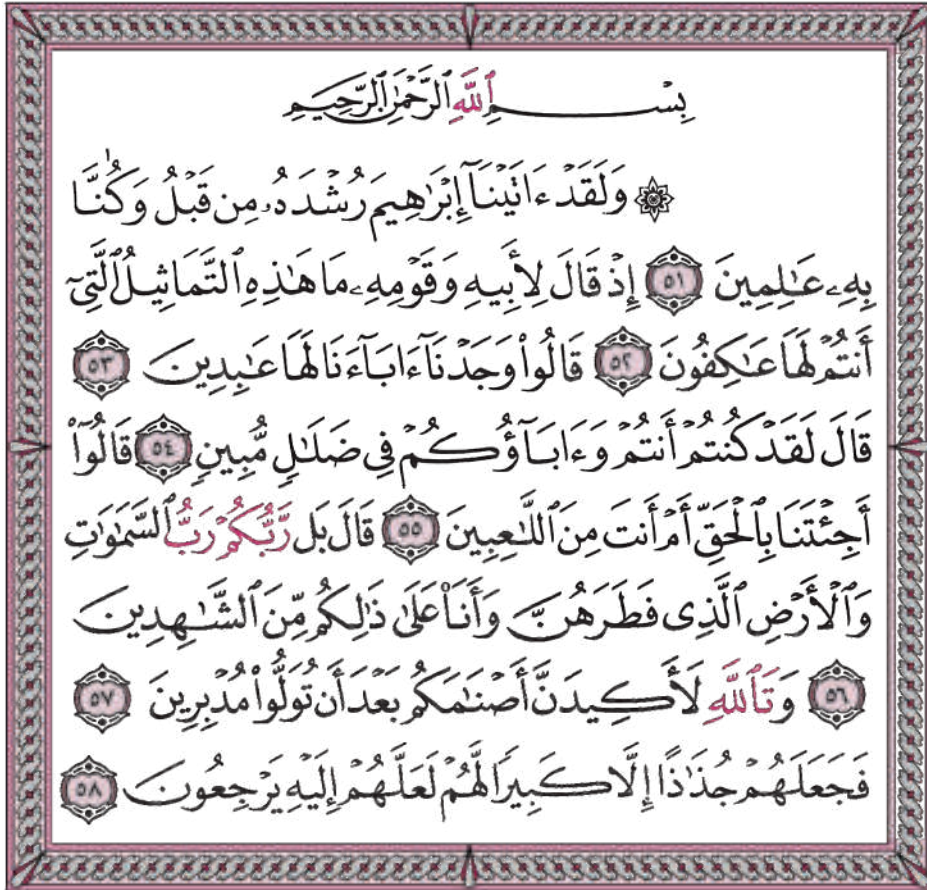 بِسْمِ ٱللَّهِ ٱلرَّحْمَٰنِ ٱلرَّحِيمِ
۞ وَلَقَدْ ءَاتَيْنَآ إِبْرَٰهِيمَ رُشْدَهُۥ مِن قَبْلُ وَكُنَّا
بِهِۦ عَٰلِمِينَ ٥١ إِذْ قَالَ لِأَبِيهِ وَقَوْمِهِۦ مَا هَٰذِهِ ٱلتَّمَاثِيلُ ٱلَّتِىٓ
أَنتُمْ لَهَا عَٰكِفُونَ ٥٢ قَالُوا۟ وَجَدْنَآ ءَابَآءَنَا لَهَا عَٰبِدِينَ ٥٣
قَالَ لَقَدْ كُنتُمْ أَنتُمْ وَءَابَآؤُكُمْ فِى ضَلَٰلٍ مُّبِينٍ ٥٤ قَالُوٓا۟
أَجِئْتَنَا بِٱلْحَقِّ أَمْ أَنتَ مِنَ ٱللَّٰعِبِينَ ٥٥ قَالَ بَل رَّبُّكُمْ رَبُّ ٱلسَّمَٰوَٰتِ
وَٱلْأَرْضِ ٱلَّذِى فَطَرَهُنَّ وَأَنَا۠ عَلَىٰ ذَٰلِكُم مِّنَ ٱلشَّٰهِدِينَ
٥٦ وَتَٱللَّهِ لَأَكِيدَنَّ أَصْنَٰمَكُم بَعْدَ أَن تُوَلُّوا۟ مُدْبِرِينَ ٥٧
فَجَعَلَهُمْ جُذَٰذًا إِلَّا كَبِيرًا لَّهُمْ لَعَلَّهُمْ إِلَيْهِ يَرْجِعُونَ ٥٨